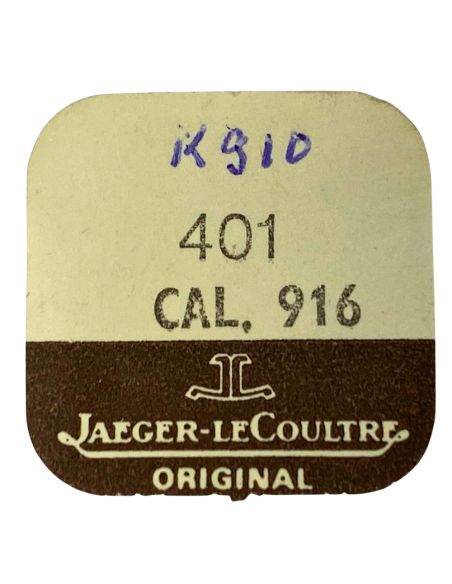 K910
401
CAL. 916
JAEGER-LECOULTRE
ORIGINAL